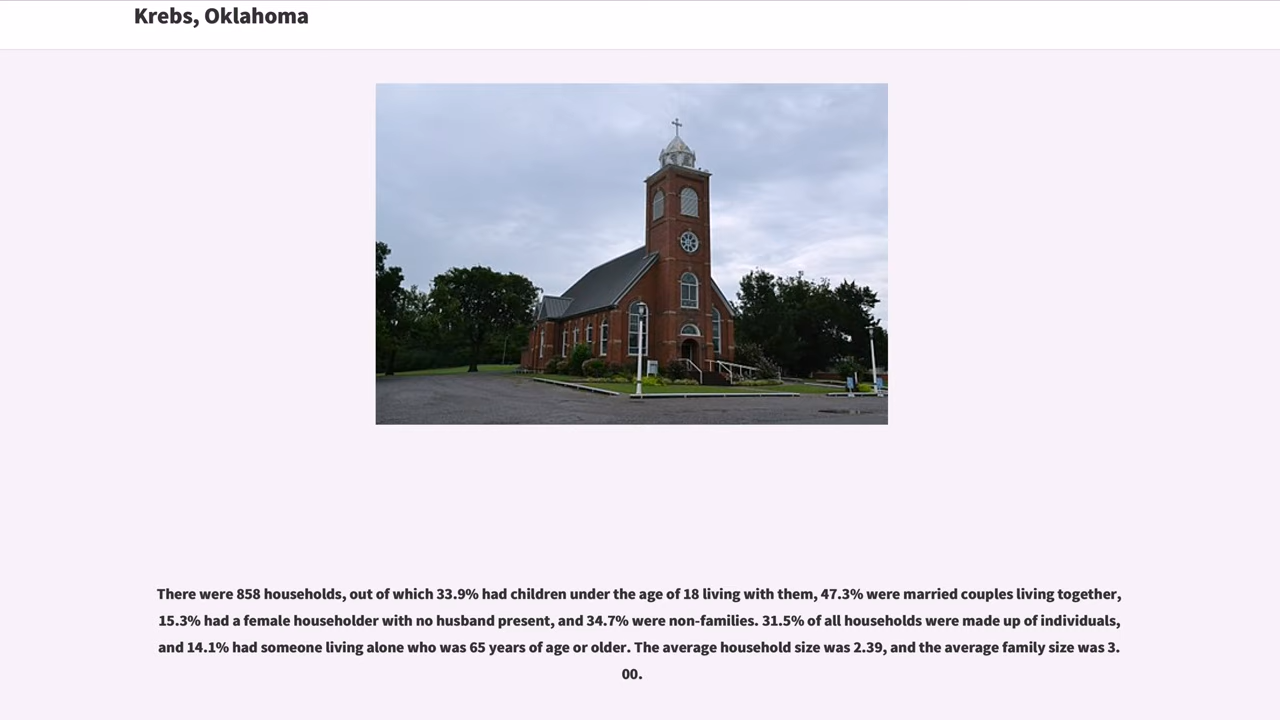 Krebs, Oklahoma
There were 858 households, out of which 33.9% had children under the age of 18 living with them, 47.3% were married couples living together,
15.3% had a female householder with no husband present, and 34.7% were non-families. 31.5% of all households were made up of individuals,
and 14.1% had someone living alone who was 65 years of age or older. The average household size was 2.39, and the average family size was 3.
00.